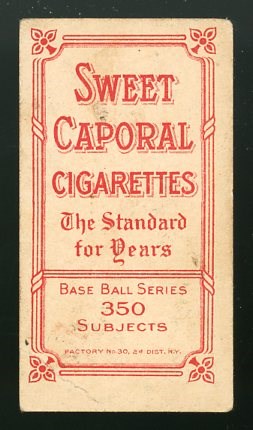 SWEET
CAPORAL
CIGARETTES
The Standard
for Years
BASE BALL SERIES
350
SUBJECTS
FACTORY No. 30, 2d DIST. N.Y.